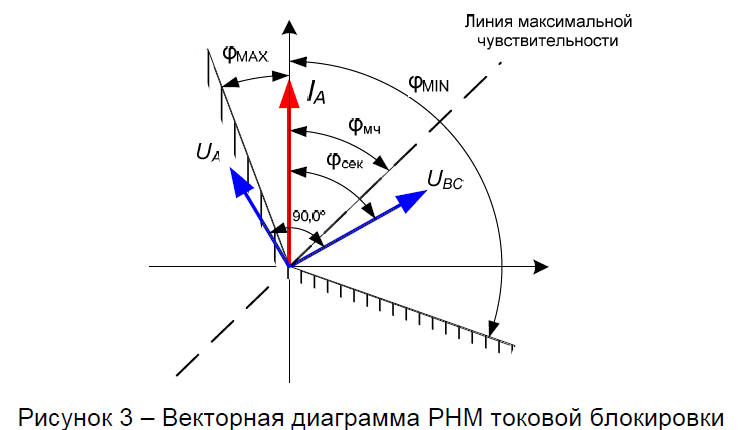 Линия максимальной
чувствительности
φMAX
φMIN
IA
φмч
UA
φсек
UBC
90,0°
Рисунок 3 – Векторная диаграмма РНМ токовой блокировки